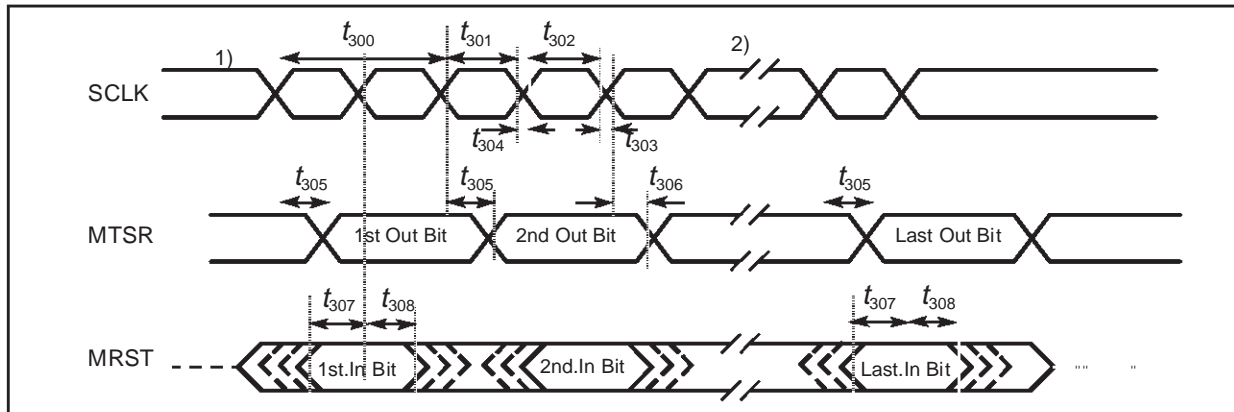 t300 t301 t302
1) 2)
SCLK
t304 t303
t305 t305 t306 t305
MTSR 1st Out Bit 2nd Out Bit Last Out Bit
t307 t308 t307 t308
MRST 1st.In Bit 2nd.In Bit Last.In Bit